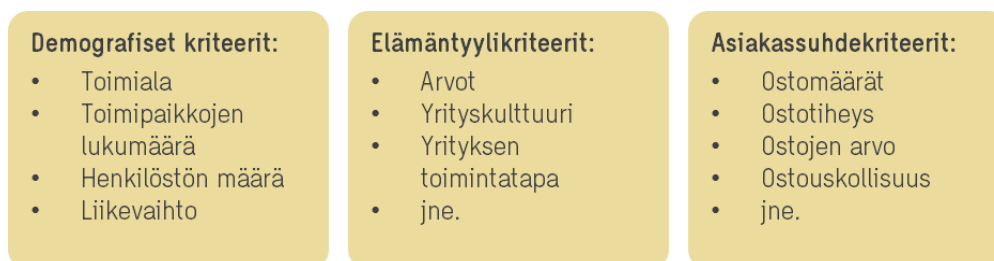 Demografiset kriteerit:
• Toimiala
• Toimipaikkojen
lukumäärä
• Henkilöstön määrä
• Liikevaihto
Elämäntyylikriteerit:
• Arvot
• Yrityskulttuuri
• Yrityksen
toimintatapa
• jne.
Asiakassuhdekriteerit:
• Ostomäärät
• Ostotiheys
• Ostojen arvo
• Ostouskollisuus
• jne.